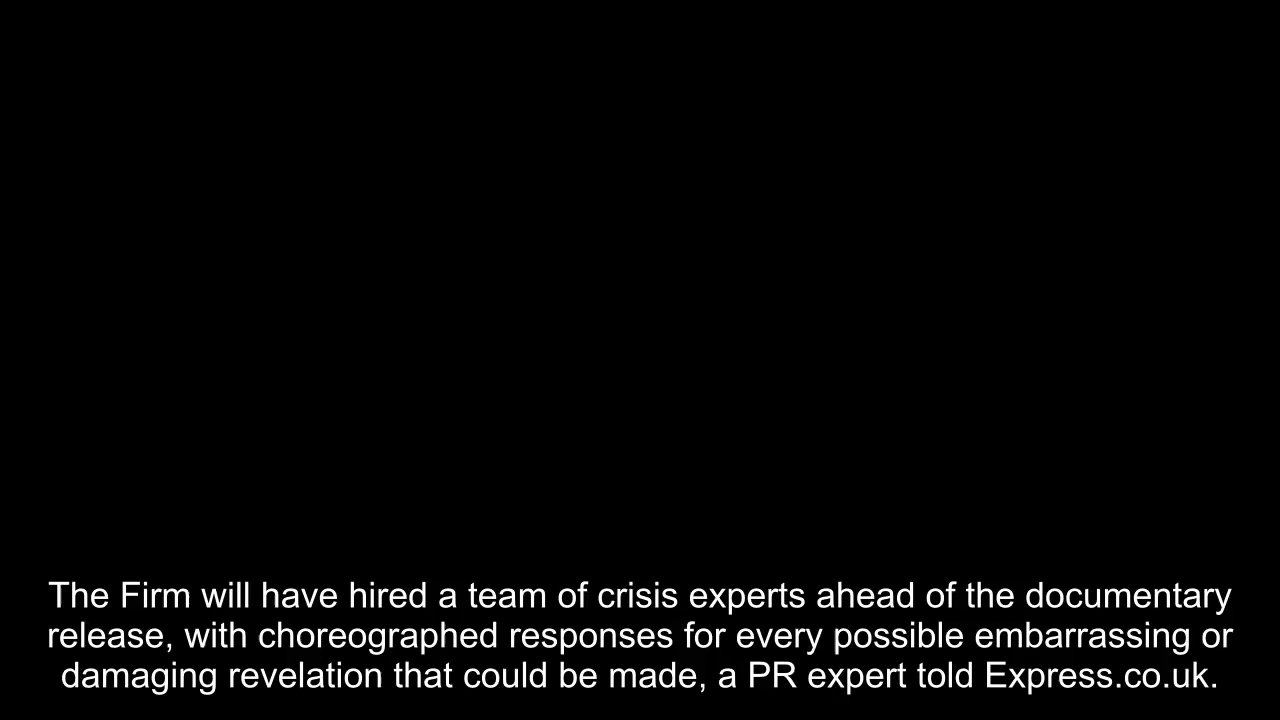 The Firm will have hired a team of crisis experts ahead of the documentary
release, with choreographed responses for every possible embarrassing or
damaging revelation that could be made, a PR expert told Express.co.uk.